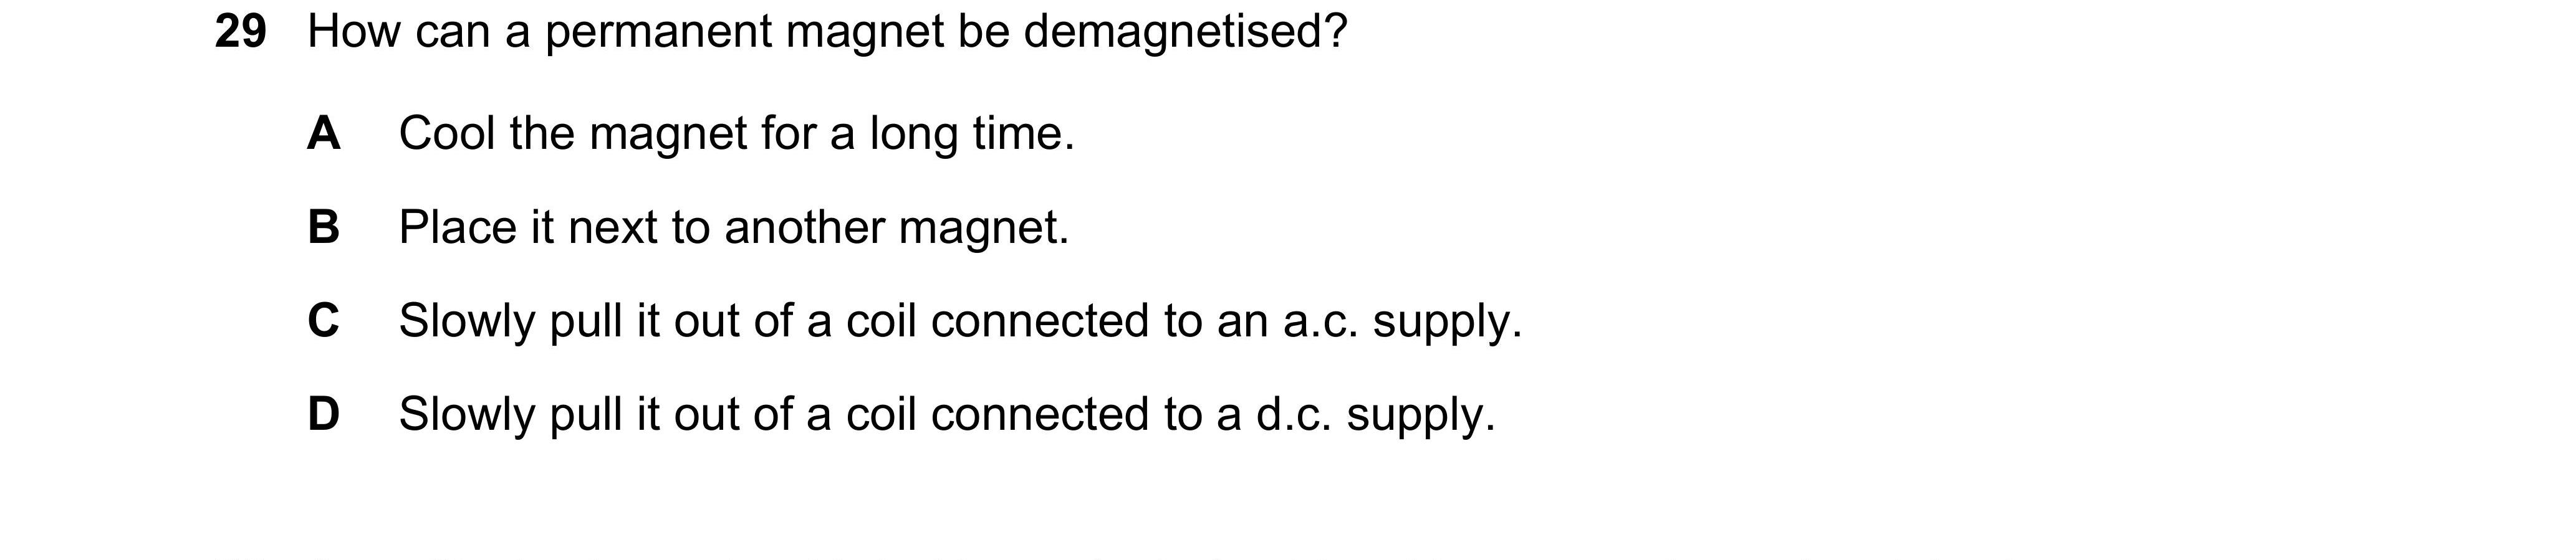 29 How can a permanent magnet be demagnetised?
A Cool the magnet for a long time.
B Place it next to another magnet.
C Slowly pull it out of a coil connected to an a.c. supply.
D Slowly pull it out of a coil connected to a d.c. supply.